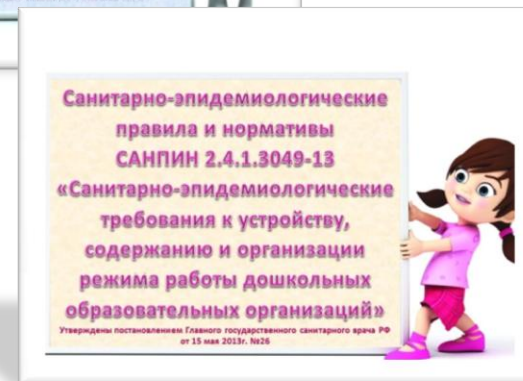 Санитарно-эпидемиологические
правила и нормативы
САНПИН 2.4.1.3049-13
«Санитарно-эпидемиологические
требования к устройству,
содержанию и организации
режима работы дошкольных
образовательных организаций»
Утверждены постановлением Главного государственного санитарного врача РФ
от 15 мая 2013г. №26